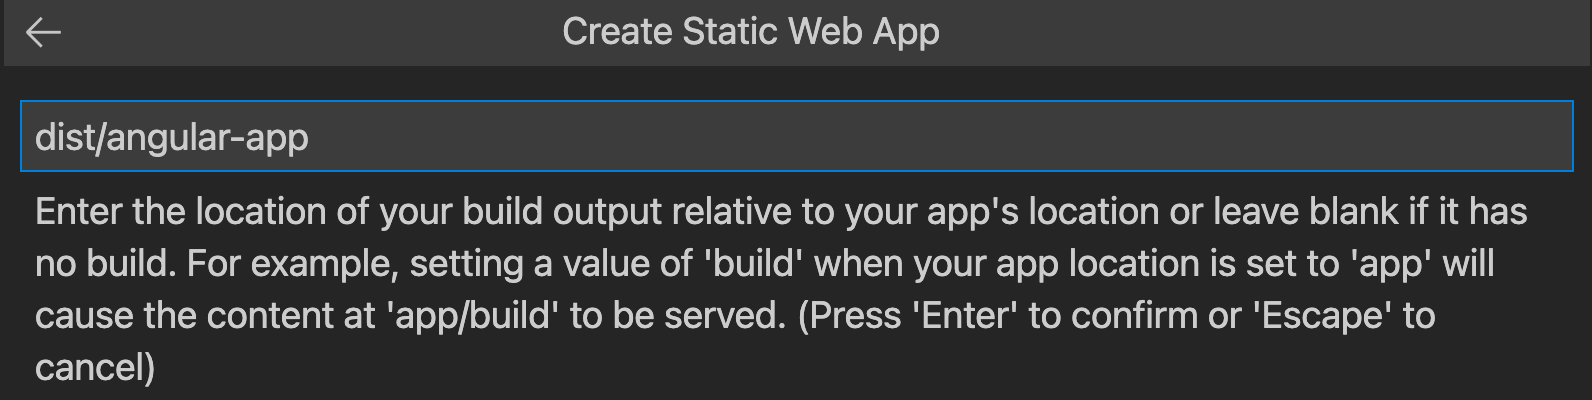 Create Static Web App
dist/angular-app
Enter the location of your build output relative to your app's location or leave blank if it has
no build. For example, setting a value of 'build' when your app location is set to 'app' will
cause the content at 'app/build' to be served. (Press 'Enter' to confirm or 'Escape' to
cancel)